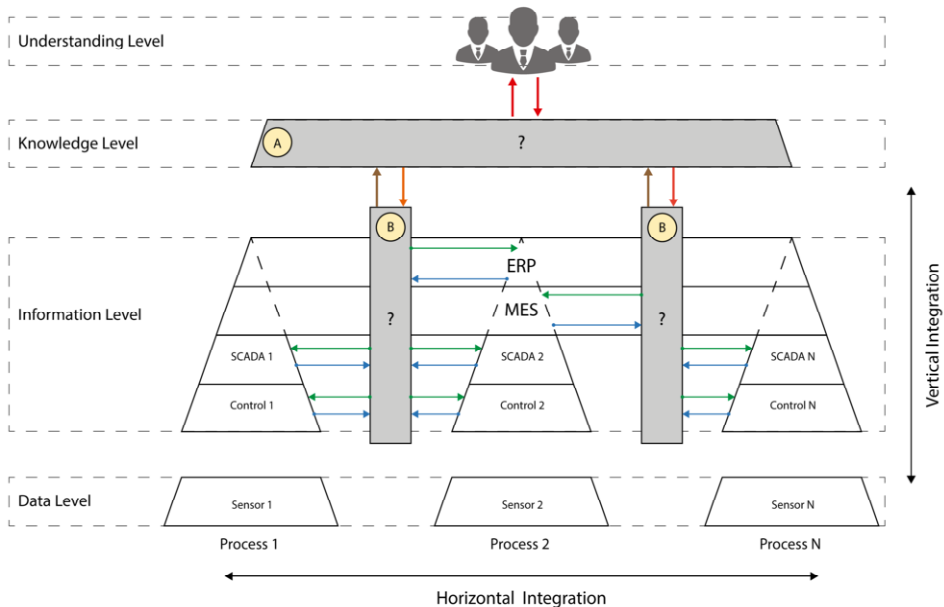 Understanding Level
Knowledge Level
A
?
B
B
ERP
Information Level
MES
?
?
SCADA 1
SCADA 2
SCADA N
Control 1
Control 2
Control N
Vertical Integration
Data Level
Sensor 1
Sensor 2
Sensor N
Process 1
Process 2
Process N
Horizontal Integration